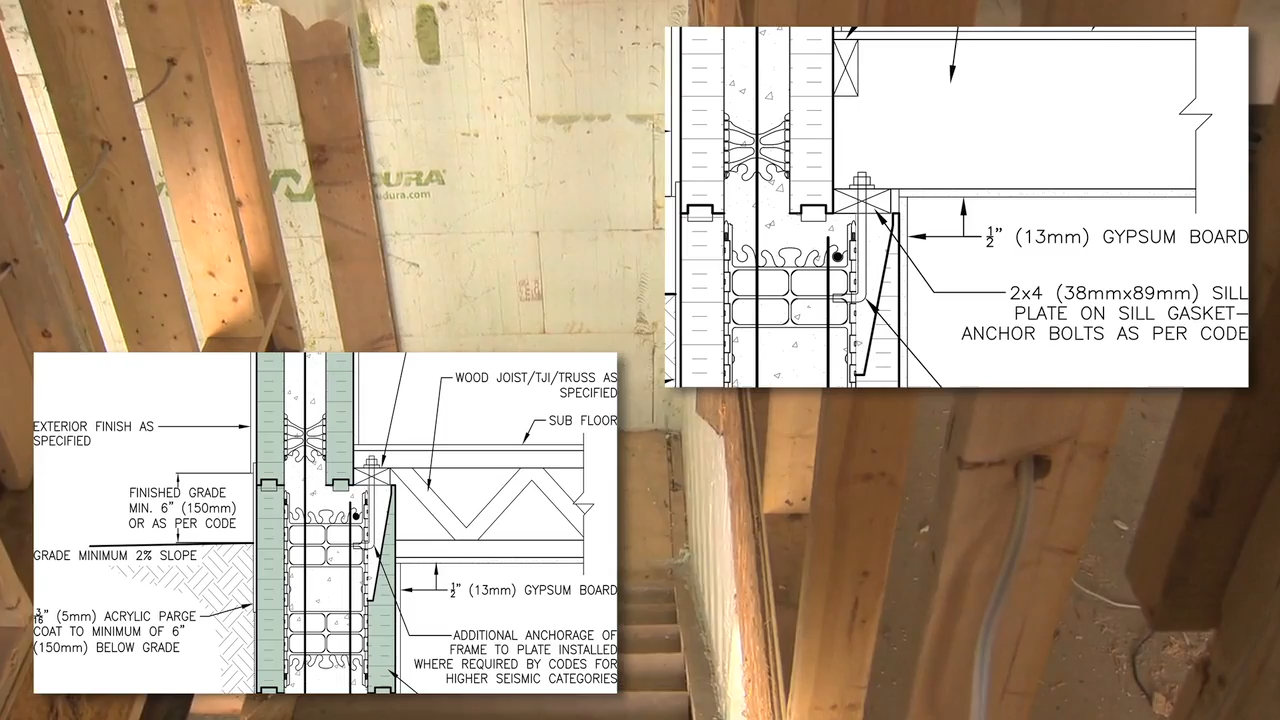 DURA
udura.com
½" (13mm) GYPSUM BOARD
2x4 (38mmx89mm) SILL
PLATE ON SILL GASKET-
ANCHOR BOLTS AS PER CODE
WOOD JOIST/TJI/TRUSS AS
SPECIFIED
SUB FLOOR
EXTERIOR FINISH AS
SPECIFIED
FINISHED GRADE
MIN. 6" (150mm)
OR AS PER CODE
GRADE MINIMUM 2% SLOPE
½" (13mm) GYPSUM BOARD
3/16" (5mm) ACRYLIC PARGE
COAT TO MINIMUM OF 6"
(150mm) BELOW GRADE
ADDITIONAL ANCHORAGE OF
FRAME TO PLATE INSTALLED
WHERE REQUIRED BY CODES FOR
HIGHER SEISMIC CATEGORIES